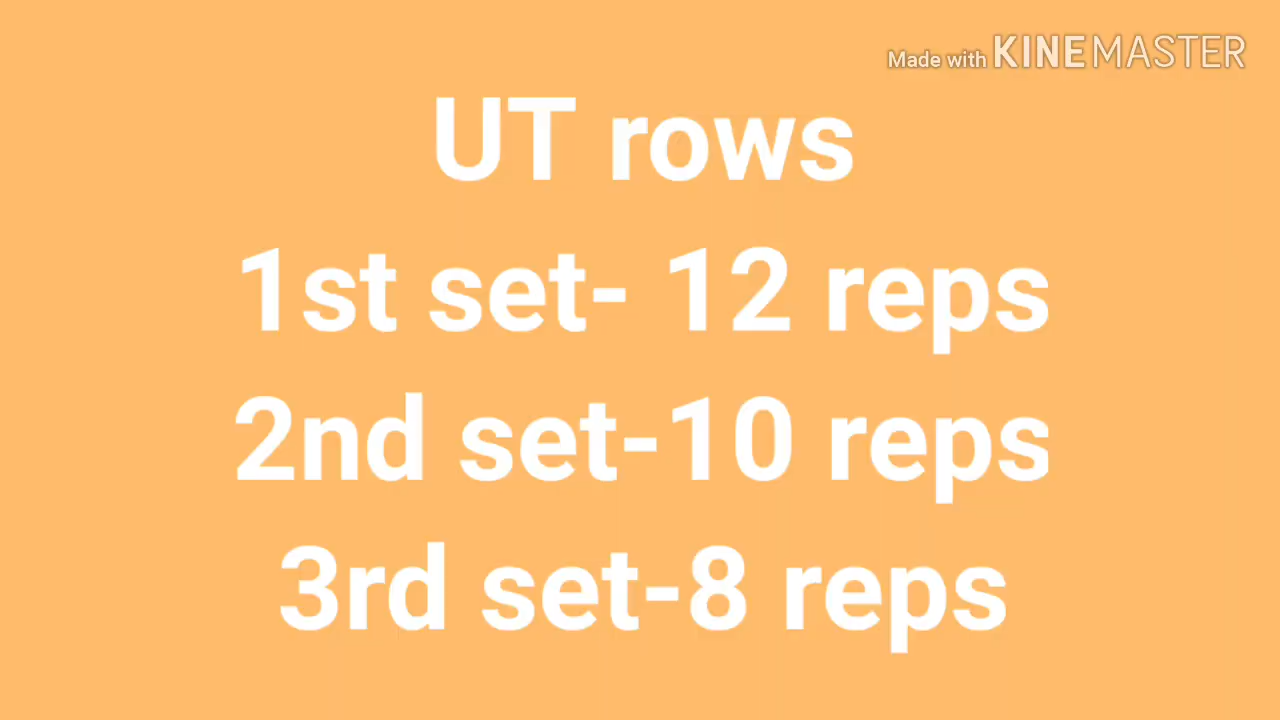 Made with KINEMASTER
UT rows
1st set- 12 reps
2nd set-10 reps
3rd set-8 reps